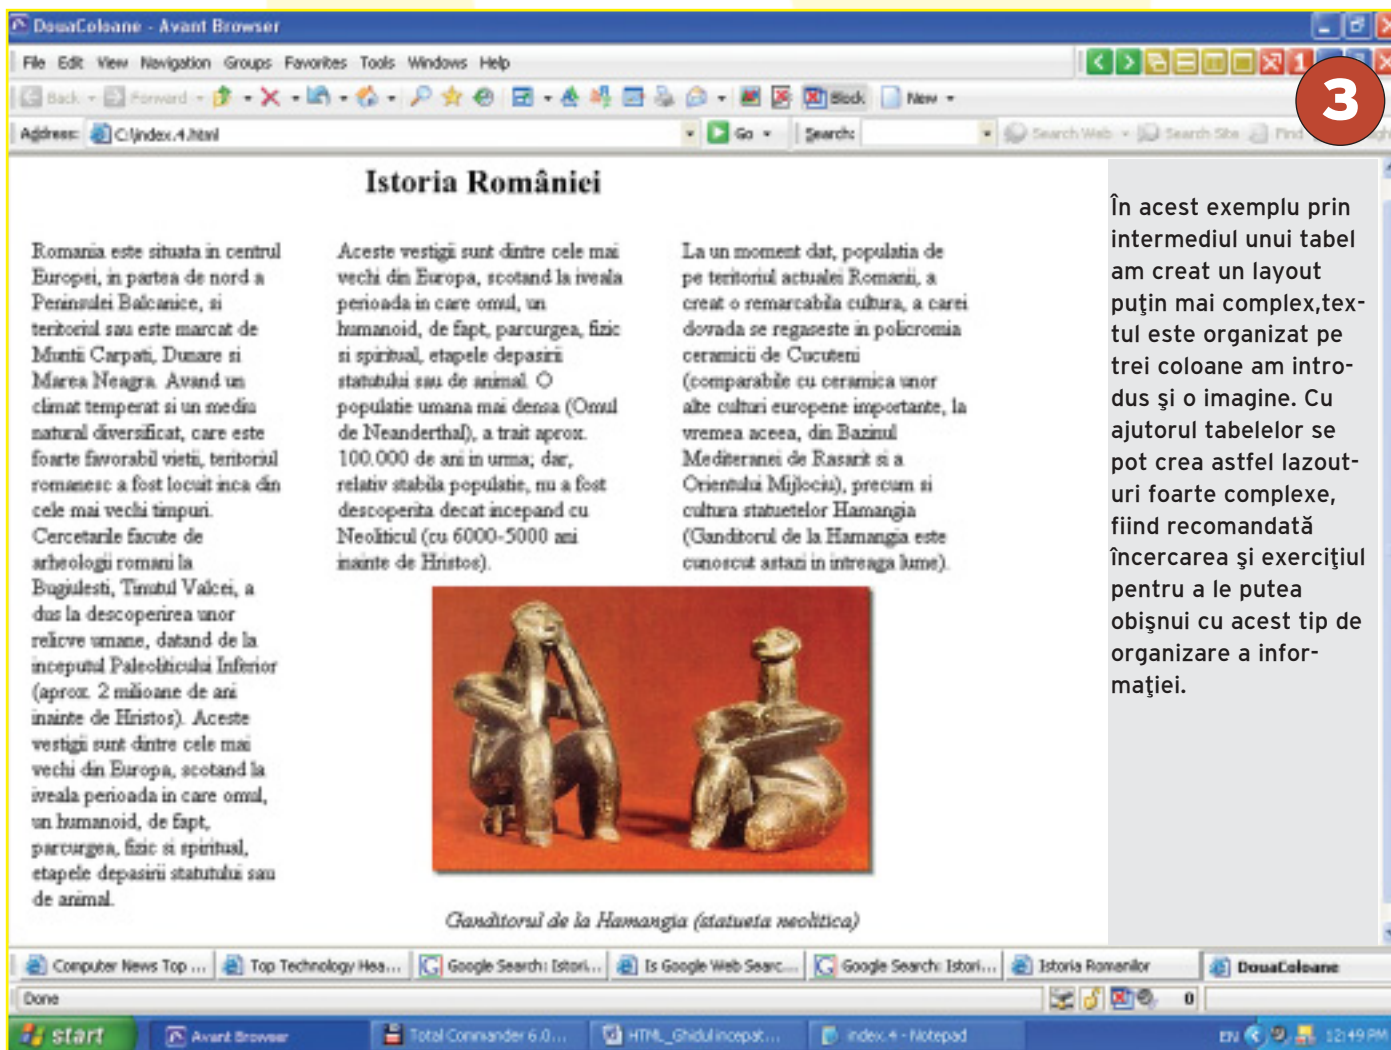 DouaColoane - Avant Browser
File Edit View Navigation Groups Favorites Tools Windows Help
Back Forward Block New
3
Address: C:\index.4.html Go Search: Search Web Search Site Find
Istoria României
Romania este situata in centrul
Europei, in partea de nord a
Peninsulei Balcanice, si
teritoriul sau este marcat de
Muntii Carpati, Dunare si
Marea Neagra. Avand un
climat temperat si un mediu
natural diversificat, care este
foarte favorabil vietii, teritoriul
romanesc a fost locuit inca din
cele mai vechi timpuri.
Cercetarile facute de
arheologii romani la
Bugiulesti, Tinutul Valcei, a
dus la descoperirea unor
relicve umane, datand de la
inceputul Paleoliticului Inferior
(aprox. 2 milioane de ani
inainte de Hristos). Aceste
vestigii sunt dintre cele mai
vechi din Europa, scotand la
iveala perioada in care omul,
un humanoid, de fapt,
parcurgea, fizic si spiritual,
etapele depasirii statutului sau
de animal.
Aceste vestigii sunt dintre cele mai
vechi din Europa, scotand la iveala
perioada in care omul, un
humanoid, de fapt, parcurgea, fizic
si spiritual, etapele depasirii
statutului sau de animal. O
populatie umana mai densa (Omul
de Neanderthal), a trait aprox.
100.000 de ani in urma; dar,
relativ stabila populatie, nu a fost
descoperita decat incepand cu
Neoliticul (cu 6000-5000 ani
inainte de Hristos).
La un moment dat, populatia de
pe teritoriul actualei Romanii, a
creat o remarcabila cultura, a carei
dovada se regaseste in policromia
ceramicii de Cucuteni
(comparabile cu ceramica unor
alte culturi europene importante, la
vremea aceea, din Bazinul
Mediteranei de Rasarit si a
Orientului Mijlociu), precum si
cultura statuetelor Hamangia
(Ganditorul de la Hamangia este
cunoscut astazi in intreaga lume).
Ganditorul de la Hamangia (statueta neolitica)
În acest exemplu prin
intermediul unui tabel
am creat un layout
puţin mai complex,tex-
tul este organizat pe
trei coloane am intro-
dus şi o imagine. Cu
ajutorul tabelelor se
pot crea astfel lazout-
uri foarte complexe,
fiind recomandată
încercarea şi exerciţiul
pentru a le putea
obişnui cu acest tip de
organizare a infor-
maţiei.
Computer News Top ... Top Technology Hea... Google Search: Istori... Is Google Web Searc... Google Search: Istori... Istoria Romanilor DouaColoane
Done 0
start Avant Browser Total Commander 6.0... HTML_Ghidul incepat... index.4 - Notepad EN 12:49 PM